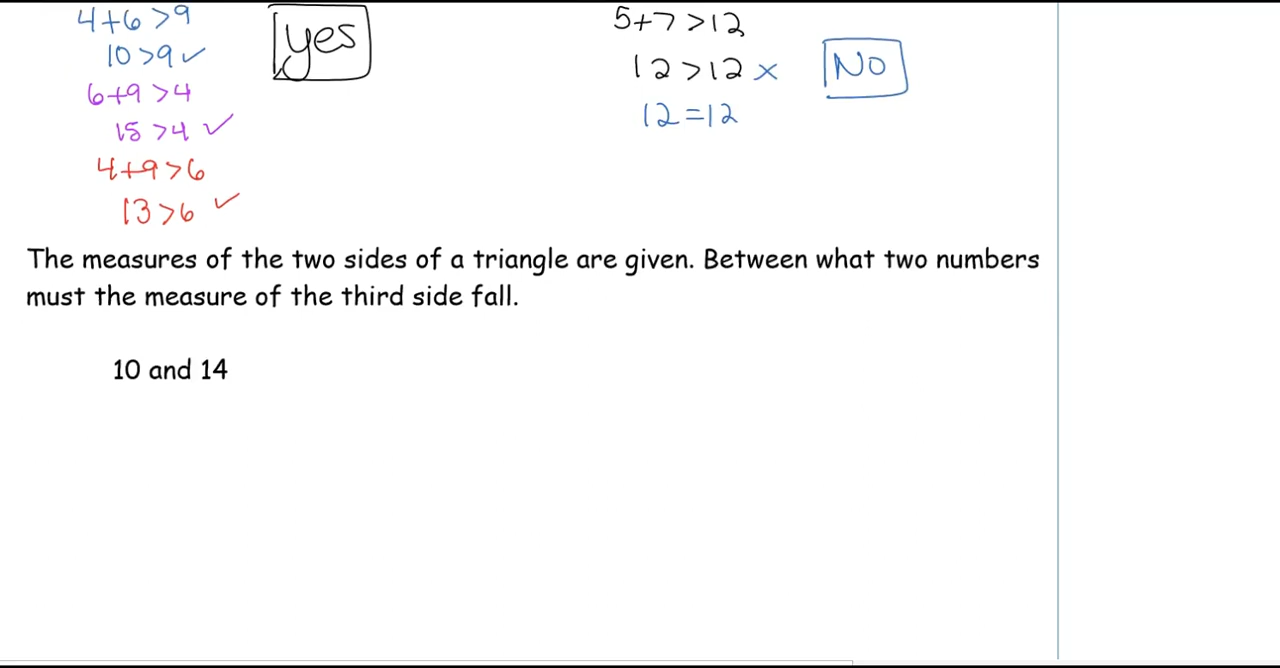 4+6>9
10>9✓
6+9>4
15>4✓
4+9>6
13>6✓
yes
5+7>12
12>12 x
12=12
No
The measures of the two sides of a triangle are given. Between what two numbers
must the measure of the third side fall.
10 and 14